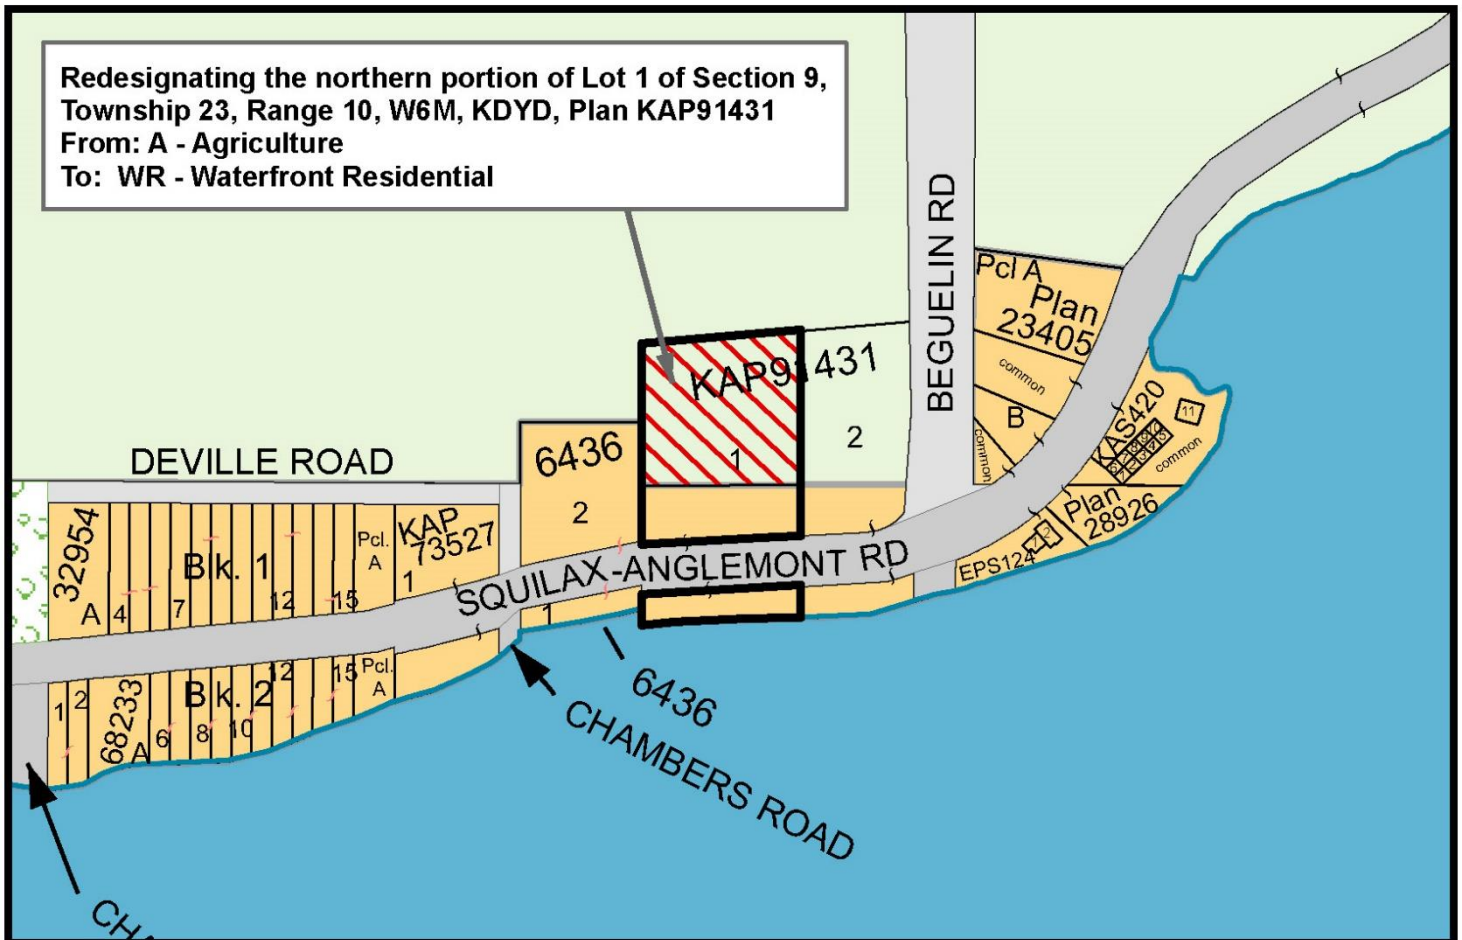 Redesignating the northern portion of Lot 1 of Section 9,
Township 23, Range 10, W6M, KDYD, Plan KAP91431
From: A - Agriculture
To: WR - Waterfront Residential
BEGUELIN RD
Pcl A
Plan
23405
common
B
common
KAP91431
1
2
KAS420
11
common
Plan
28926
EPS124
DEVILLE ROAD
6436
2
32954
A
4
7
Blk. 1
12
15
Pcl.
A
KAP
73527
1
SQUILAX-ANGLEMONT RD
1
1
2
68233
A
6
8
10
Blk. 2
12
15
Pcl.
A
6436
CHAMBERS ROAD